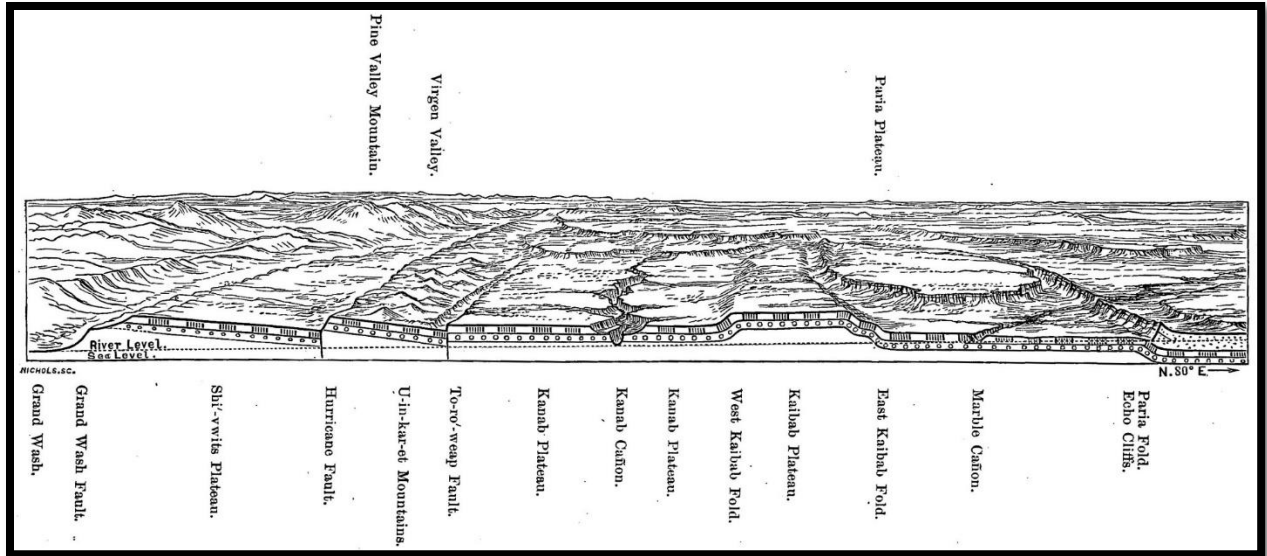 Pine Valley Mountain.
Virgen Valley.
Paria Plateau.
River Level.
Sea Level.
NICHOLS.SC.
N.80° E.
Grand Wash.
Grand Wash Fault.
Shi'-vwits Plateau.
Hurricane Fault.
U-in-kar-et Mountains.
To-ro'-weap Fault.
Kanab Plateau.
Kanab Cañon.
Kanab Plateau.
West Kaibab Fold.
Kaibab Plateau.
East Kaibab Fold.
Marble Cañon.
Paria Fold.
Echo Cliffs.